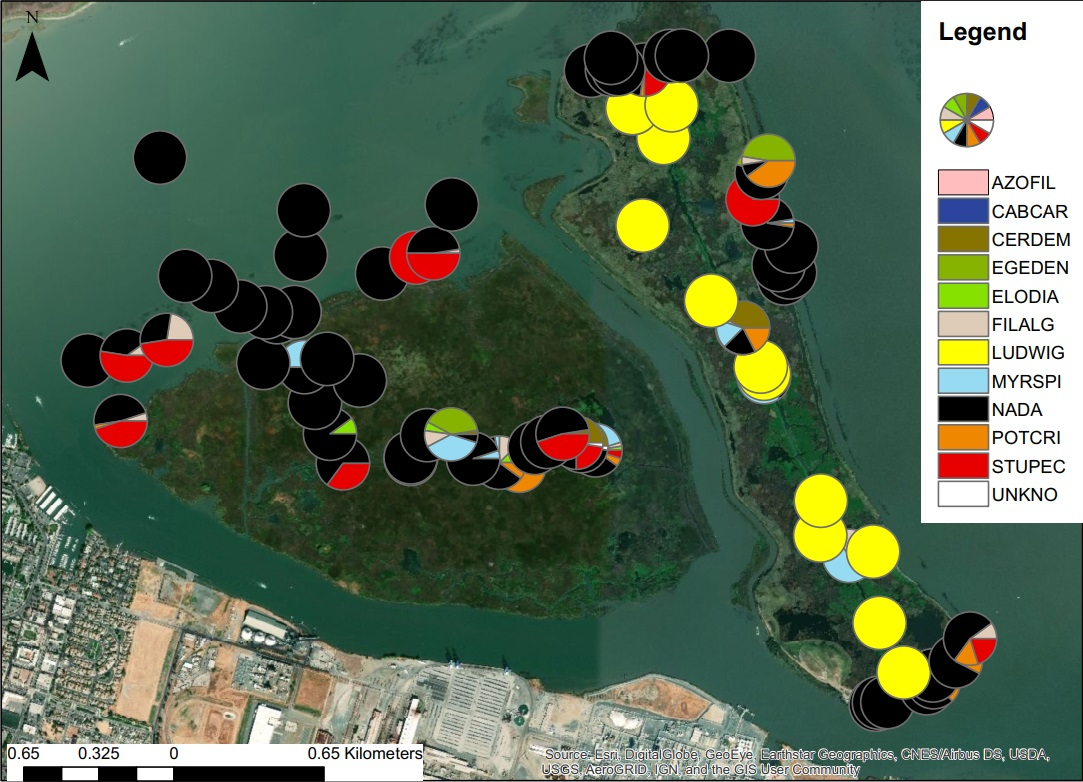 N
Legend
AZOFIL
CABCAR
CERDEM
EGEDEN
ELODIA
FILALG
LUDWIG
MYRSPI
NADA
POTCRI
STUPEC
UNKNO
0.65 0.325 0 0.65 Kilometers
Source: Esri, DigitalGlobe, GeoEye, Earthstar Geographics, CNES/Airbus DS, USDA,
USGS, AeroGRID, IGN, and the GIS User Community